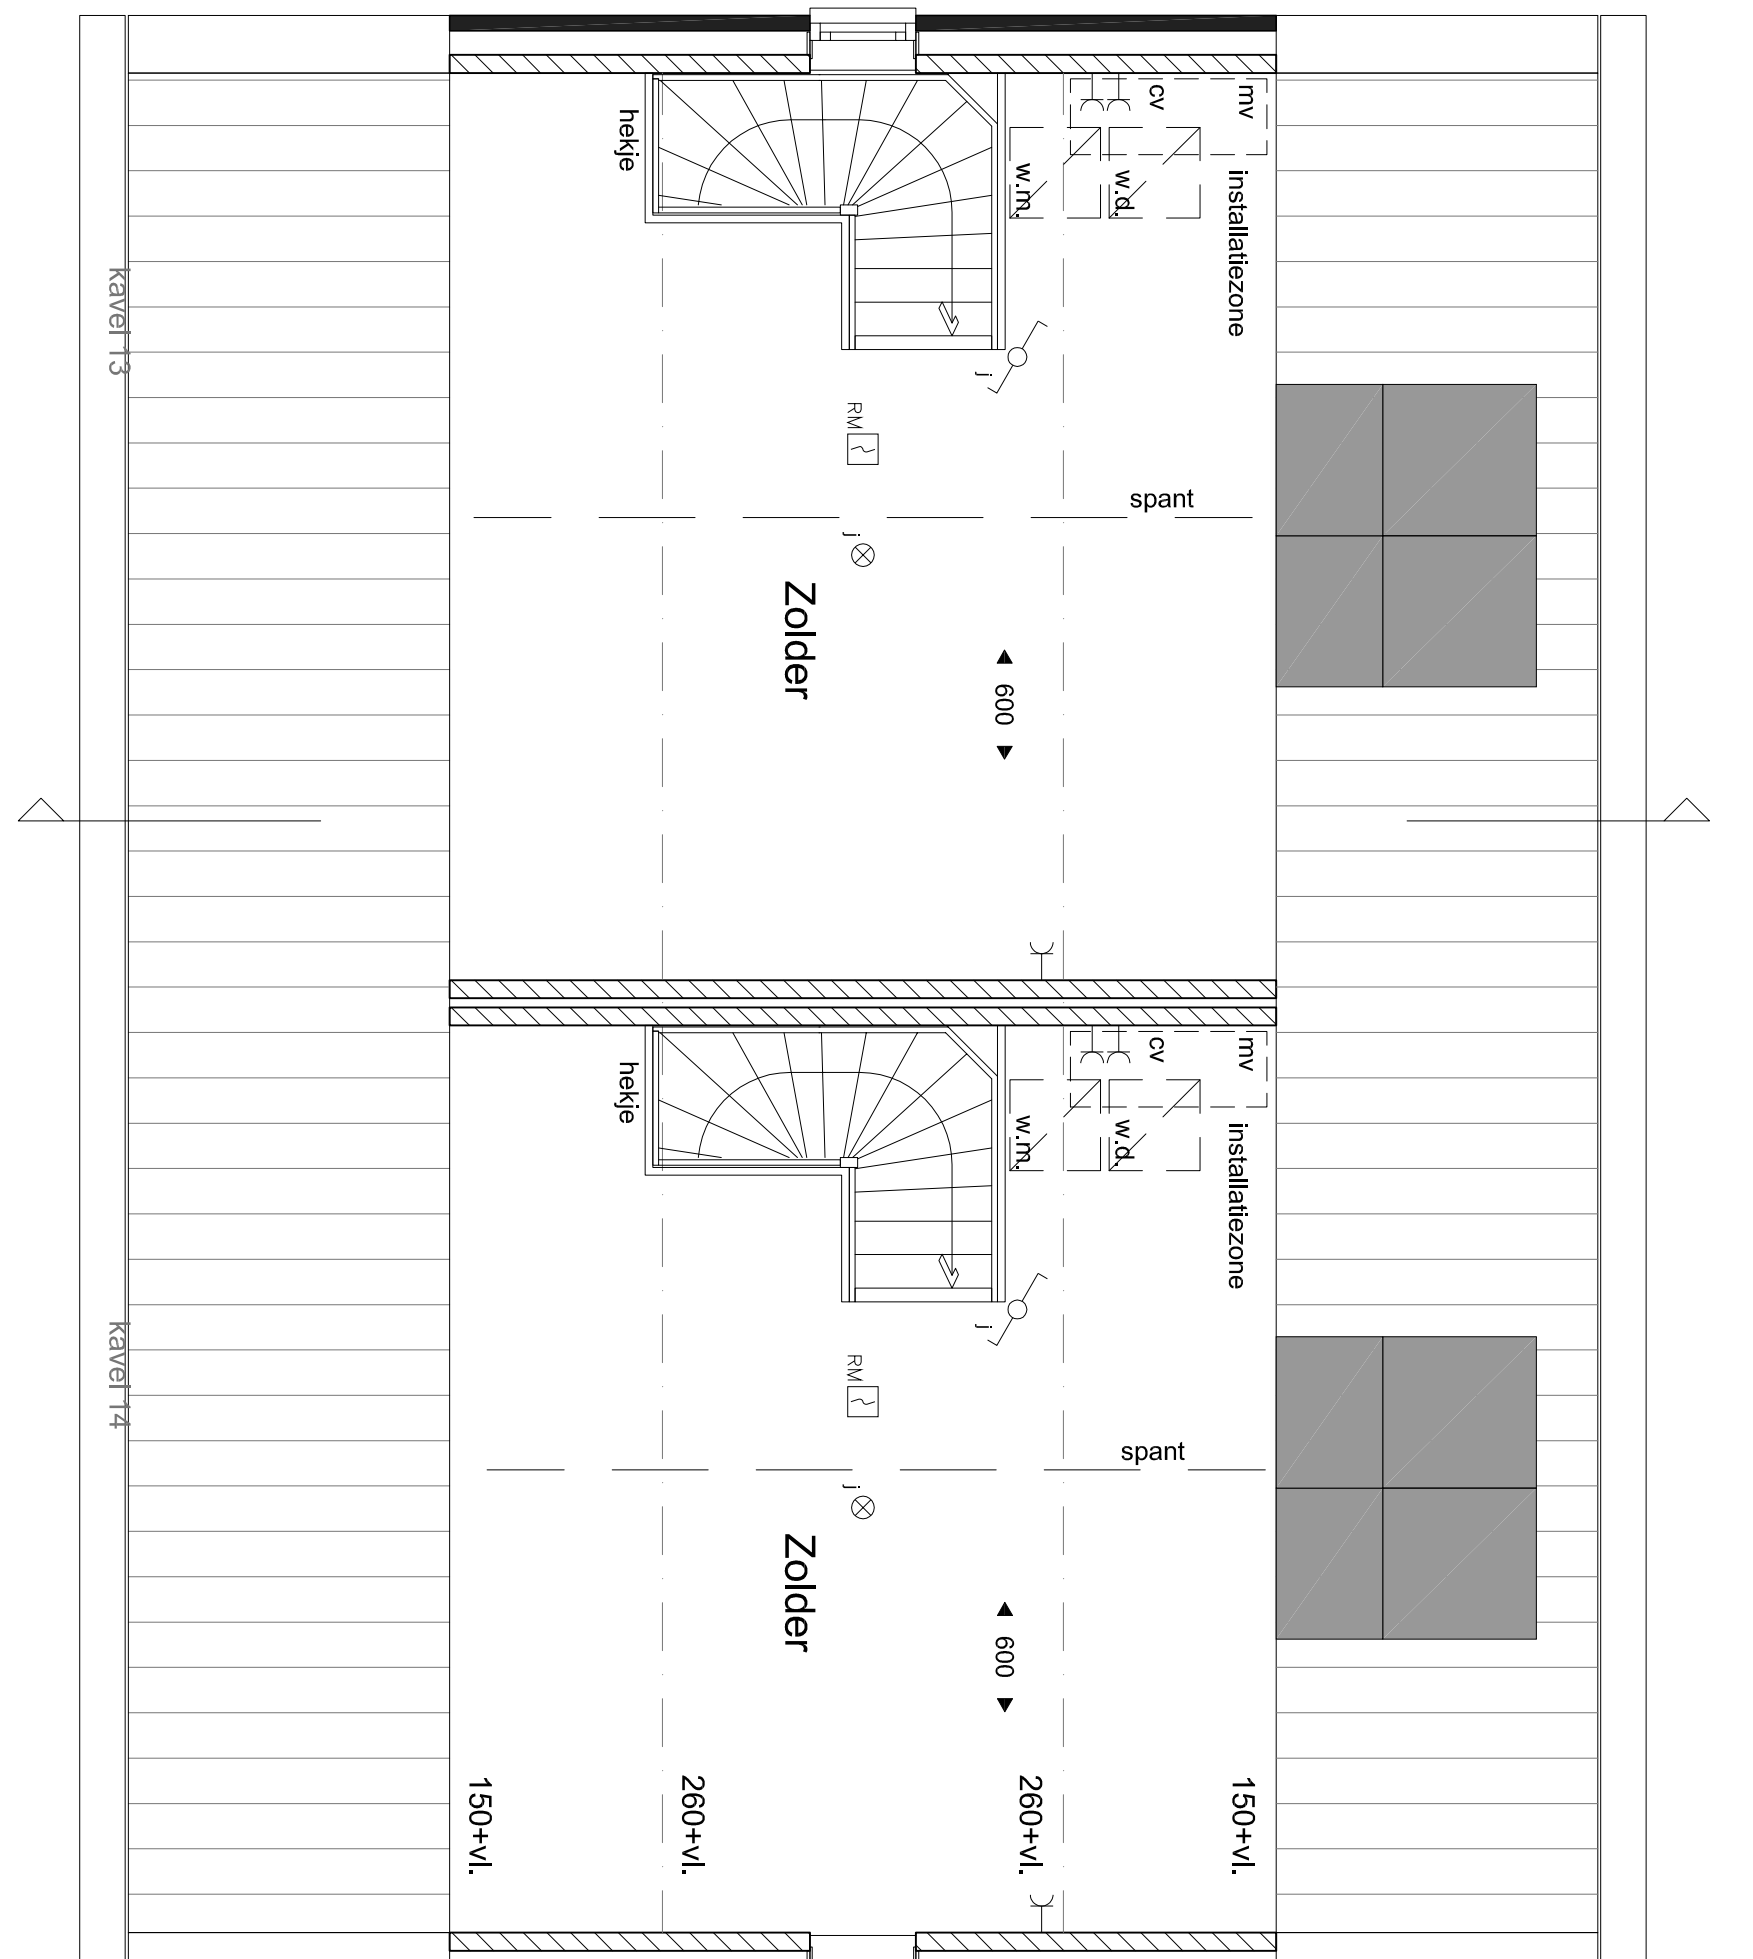 hekje
cv
mv
w.m.
w.d.
installatiezone
kavel 13
j
RM
spant
j
Zolder
600
hekje
cv
mv
w.m.
w.d.
installatiezone
kavel 14
j
RM
spant
j
Zolder
600
150+vl.
260+vl.
260+vl.
150+vl.